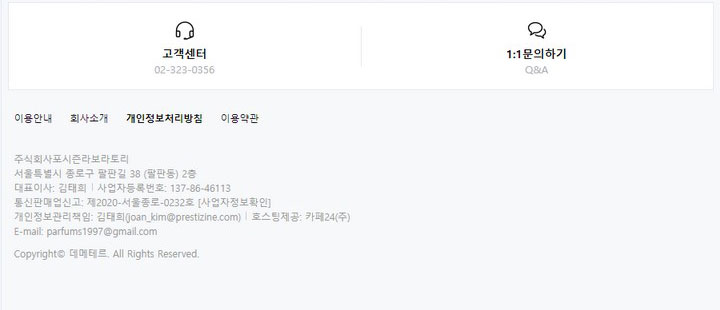 고객센터
02-323-0356
1:1문의하기
Q&A
이용안내 회사소개 개인정보처리방침 이용약관
주식회사포시즌라보라토리
서울특별시 종로구 팔판길 38 (팔판동) 2층
대표이사: 김태희 | 사업자등록번호: 137-86-46113
통신판매업신고: 제2020-서울종로-0232호 [사업자정보확인]
개인정보관리책임: 김태희(joan_kim@prestizine.com) | 호스팅제공: 카페24(주)
E-mail: parfums1997@gmail.com
Copyright© 데메테르. All Rights Reserved.